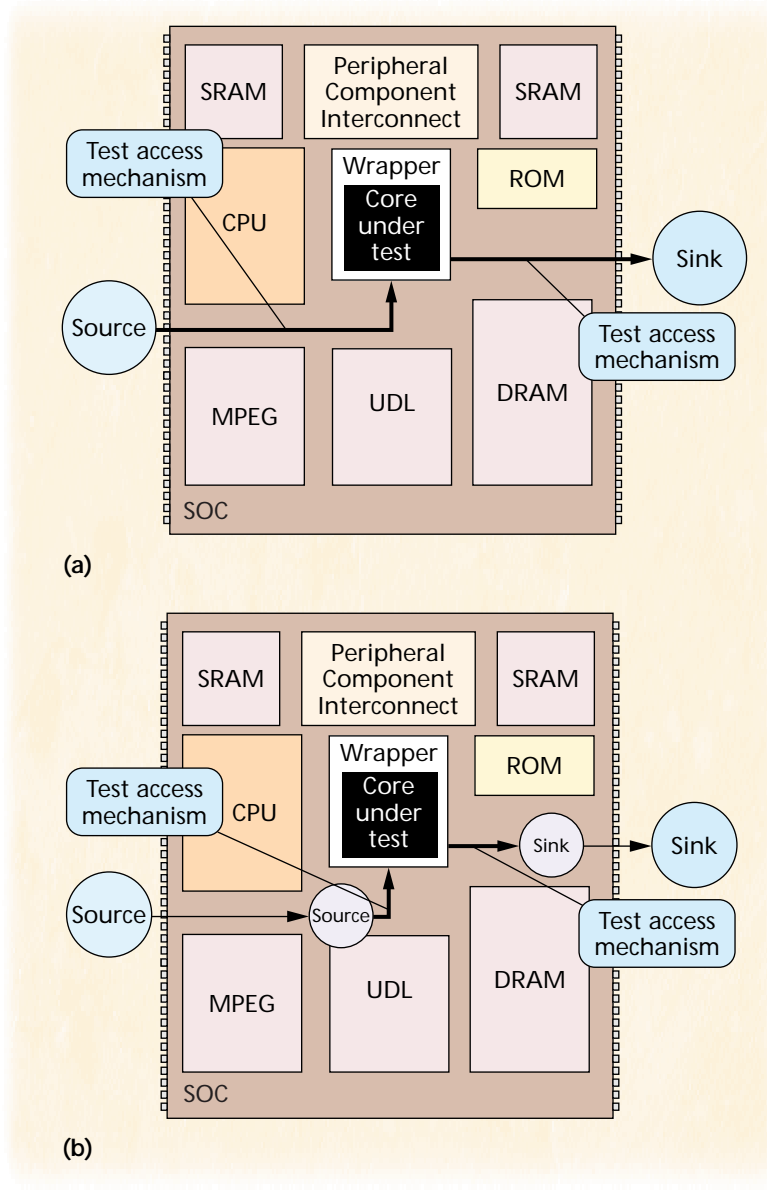 SRAM
Peripheral
Component
Interconnect
SRAM
Test access
mechanism
CPU
Wrapper
Core
under
test
ROM
Source
Sink
Test access
mechanism
MPEG
UDL
DRAM
SOC
(a)
SRAM
Peripheral
Component
Interconnect
SRAM
Test access
mechanism
CPU
Wrapper
Core
under
test
ROM
Sink
Sink
Source
Source
Test access
mechanism
MPEG
UDL
DRAM
SOC
(b)